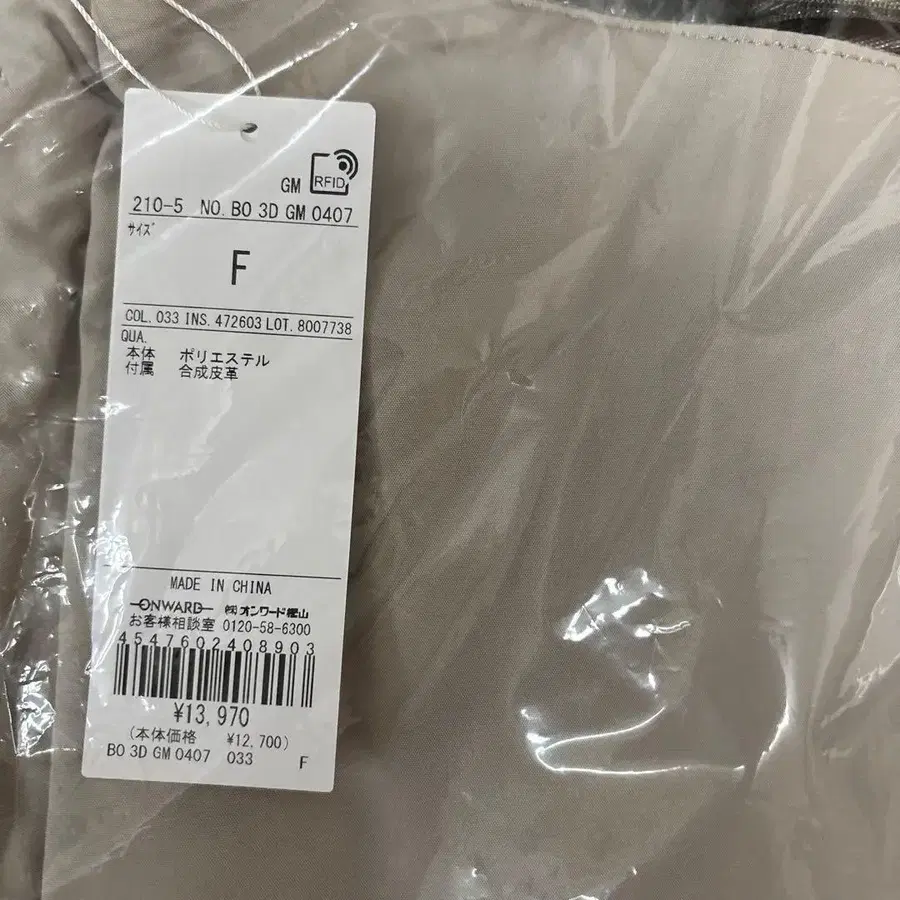 GM RFID
210-5 NO. BO 3D GM 0407
サイズ
F
COL. 033 INS. 472603 LOT. 8007738
QUA.
本体 ポリエステル
付属 合成皮革
MADE IN CHINA
ONWARD ㈱オンワード樫山
お客様相談室 0120-58-6300
4547602408903
¥13,970
(本体価格 ¥12,700)
BO 3D GM 0407 033 F